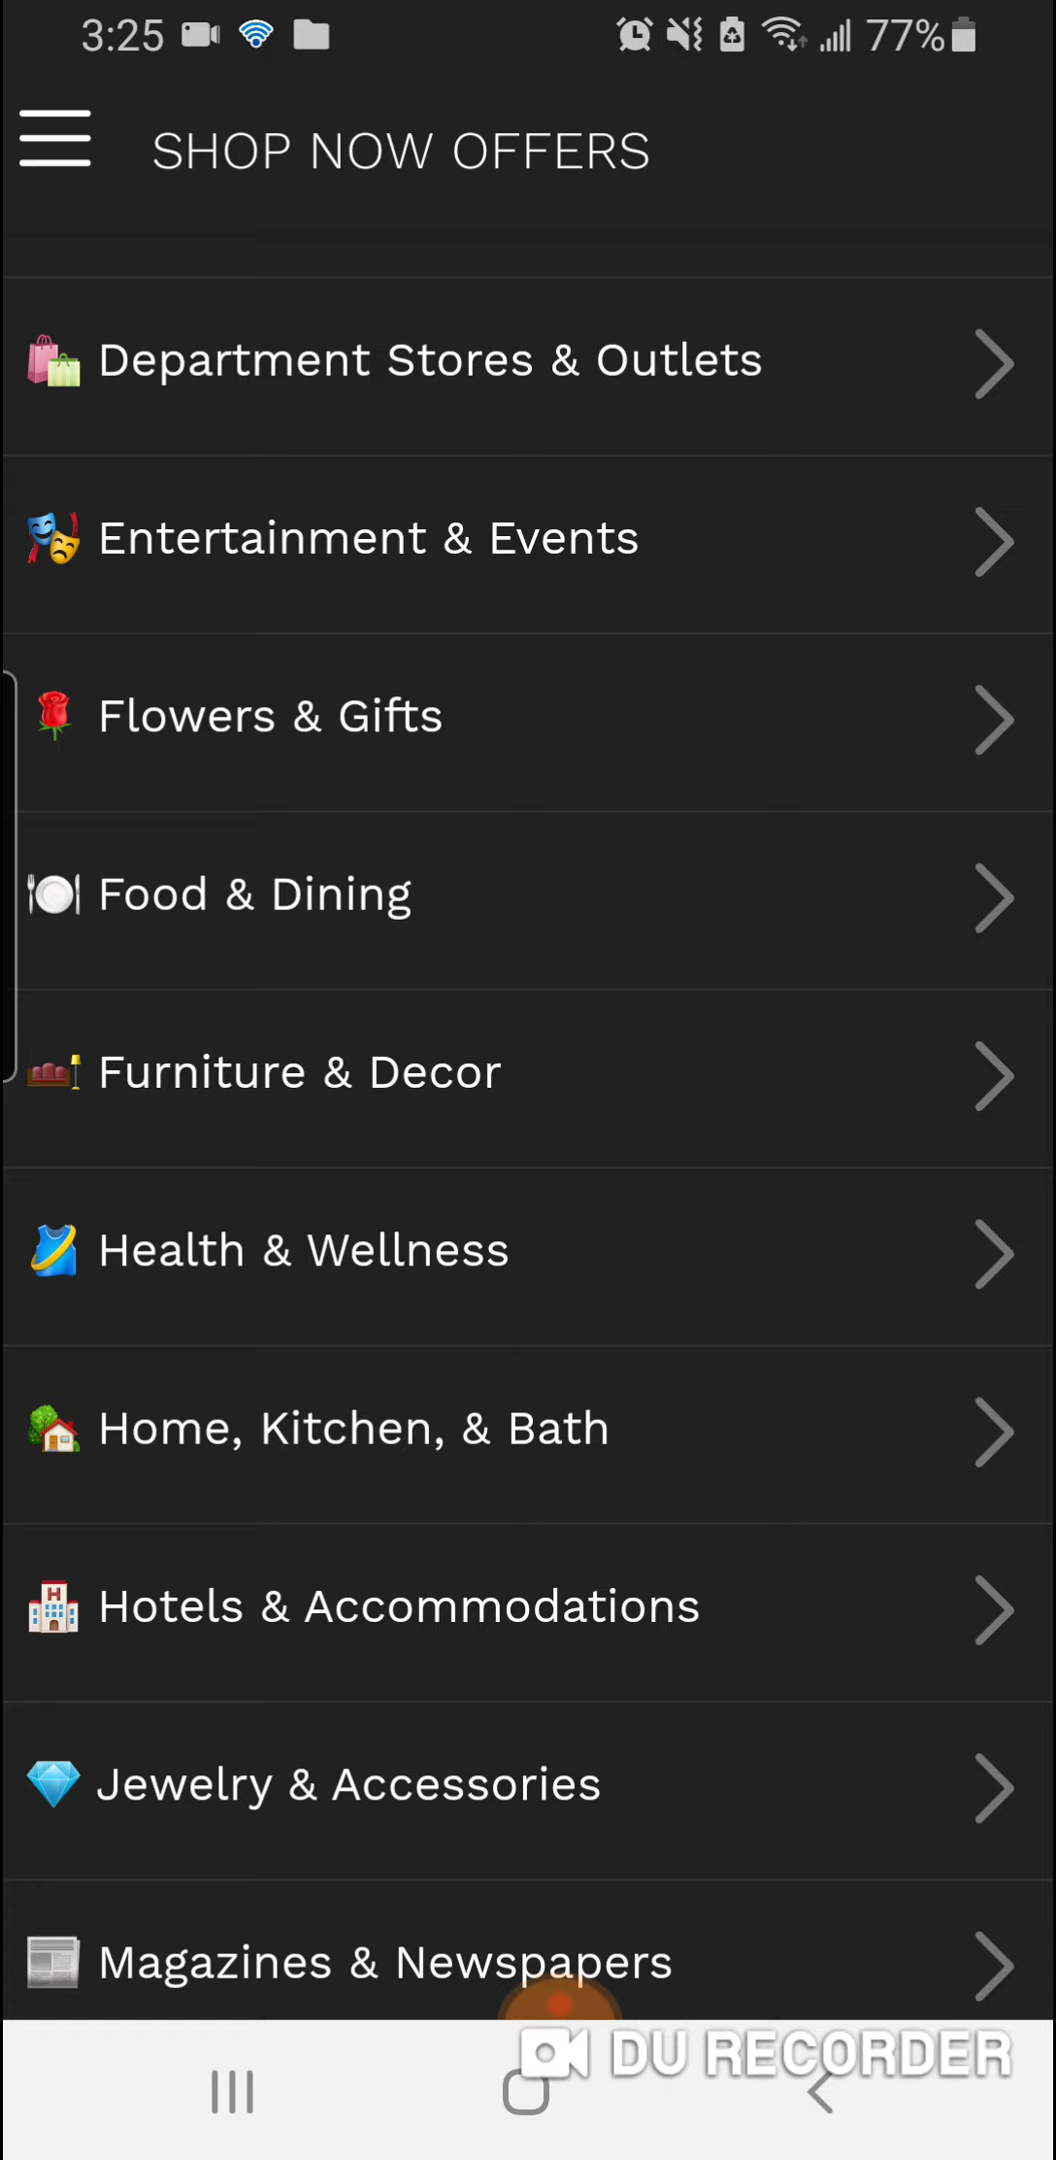 3:25 77%
SHOP NOW OFFERS
Department Stores & Outlets
Entertainment & Events
Flowers & Gifts
Food & Dining
Furniture & Decor
Health & Wellness
Home, Kitchen, & Bath
Hotels & Accommodations
Jewelry & Accessories
Magazines & Newspapers
DU RECORDER